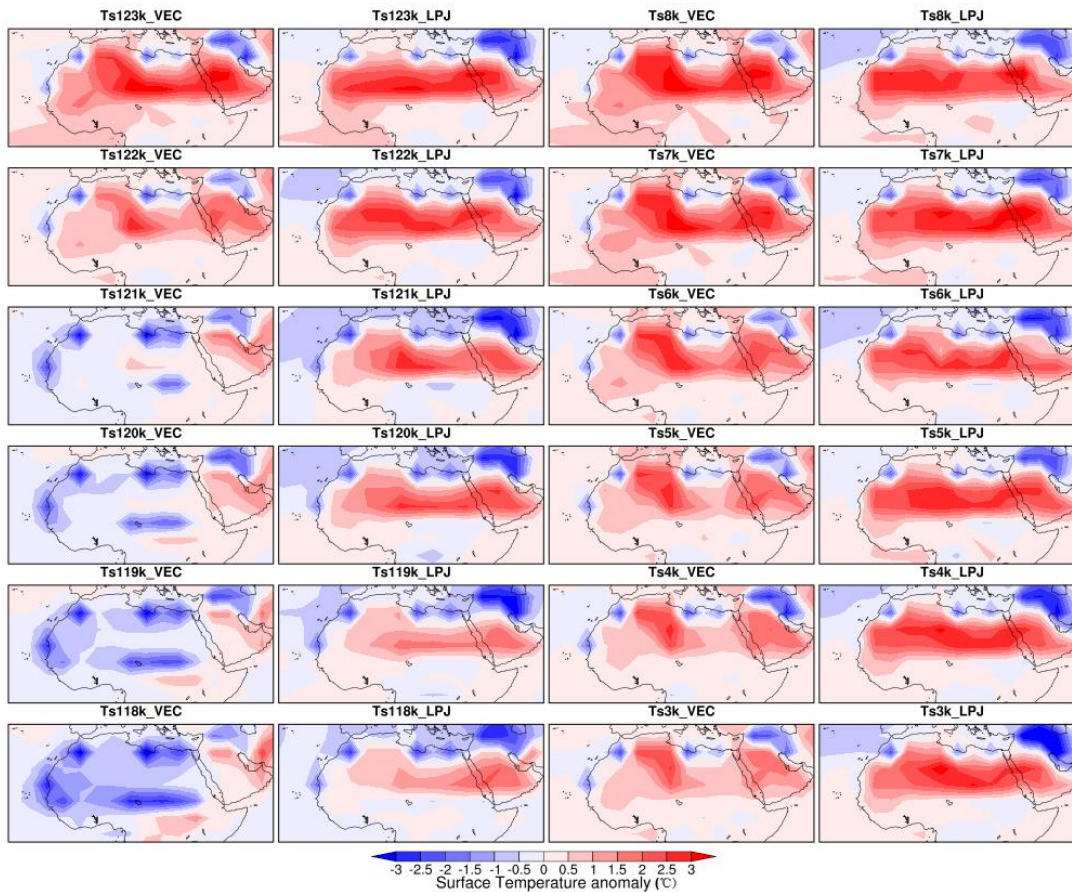 Ts123k_VEC Ts123k_LPJ Ts8k_VEC Ts8k_LPJ
Ts122k_VEC Ts122k_LPJ Ts7k_VEC Ts7k_LPJ
Ts121k_VEC Ts121k_LPJ Ts6k_VEC Ts6k_LPJ
Ts120k_VEC Ts120k_LPJ Ts5k_VEC Ts5k_LPJ
Ts119k_VEC Ts119k_LPJ Ts4k_VEC Ts4k_LPJ
Ts118k_VEC Ts118k_LPJ Ts3k_VEC Ts3k_LPJ
-3 -2.5 -2 -1.5 -1 -0.5 0 0.5 1 1.5 2 2.5 3
Surface Temperature anomaly (℃)